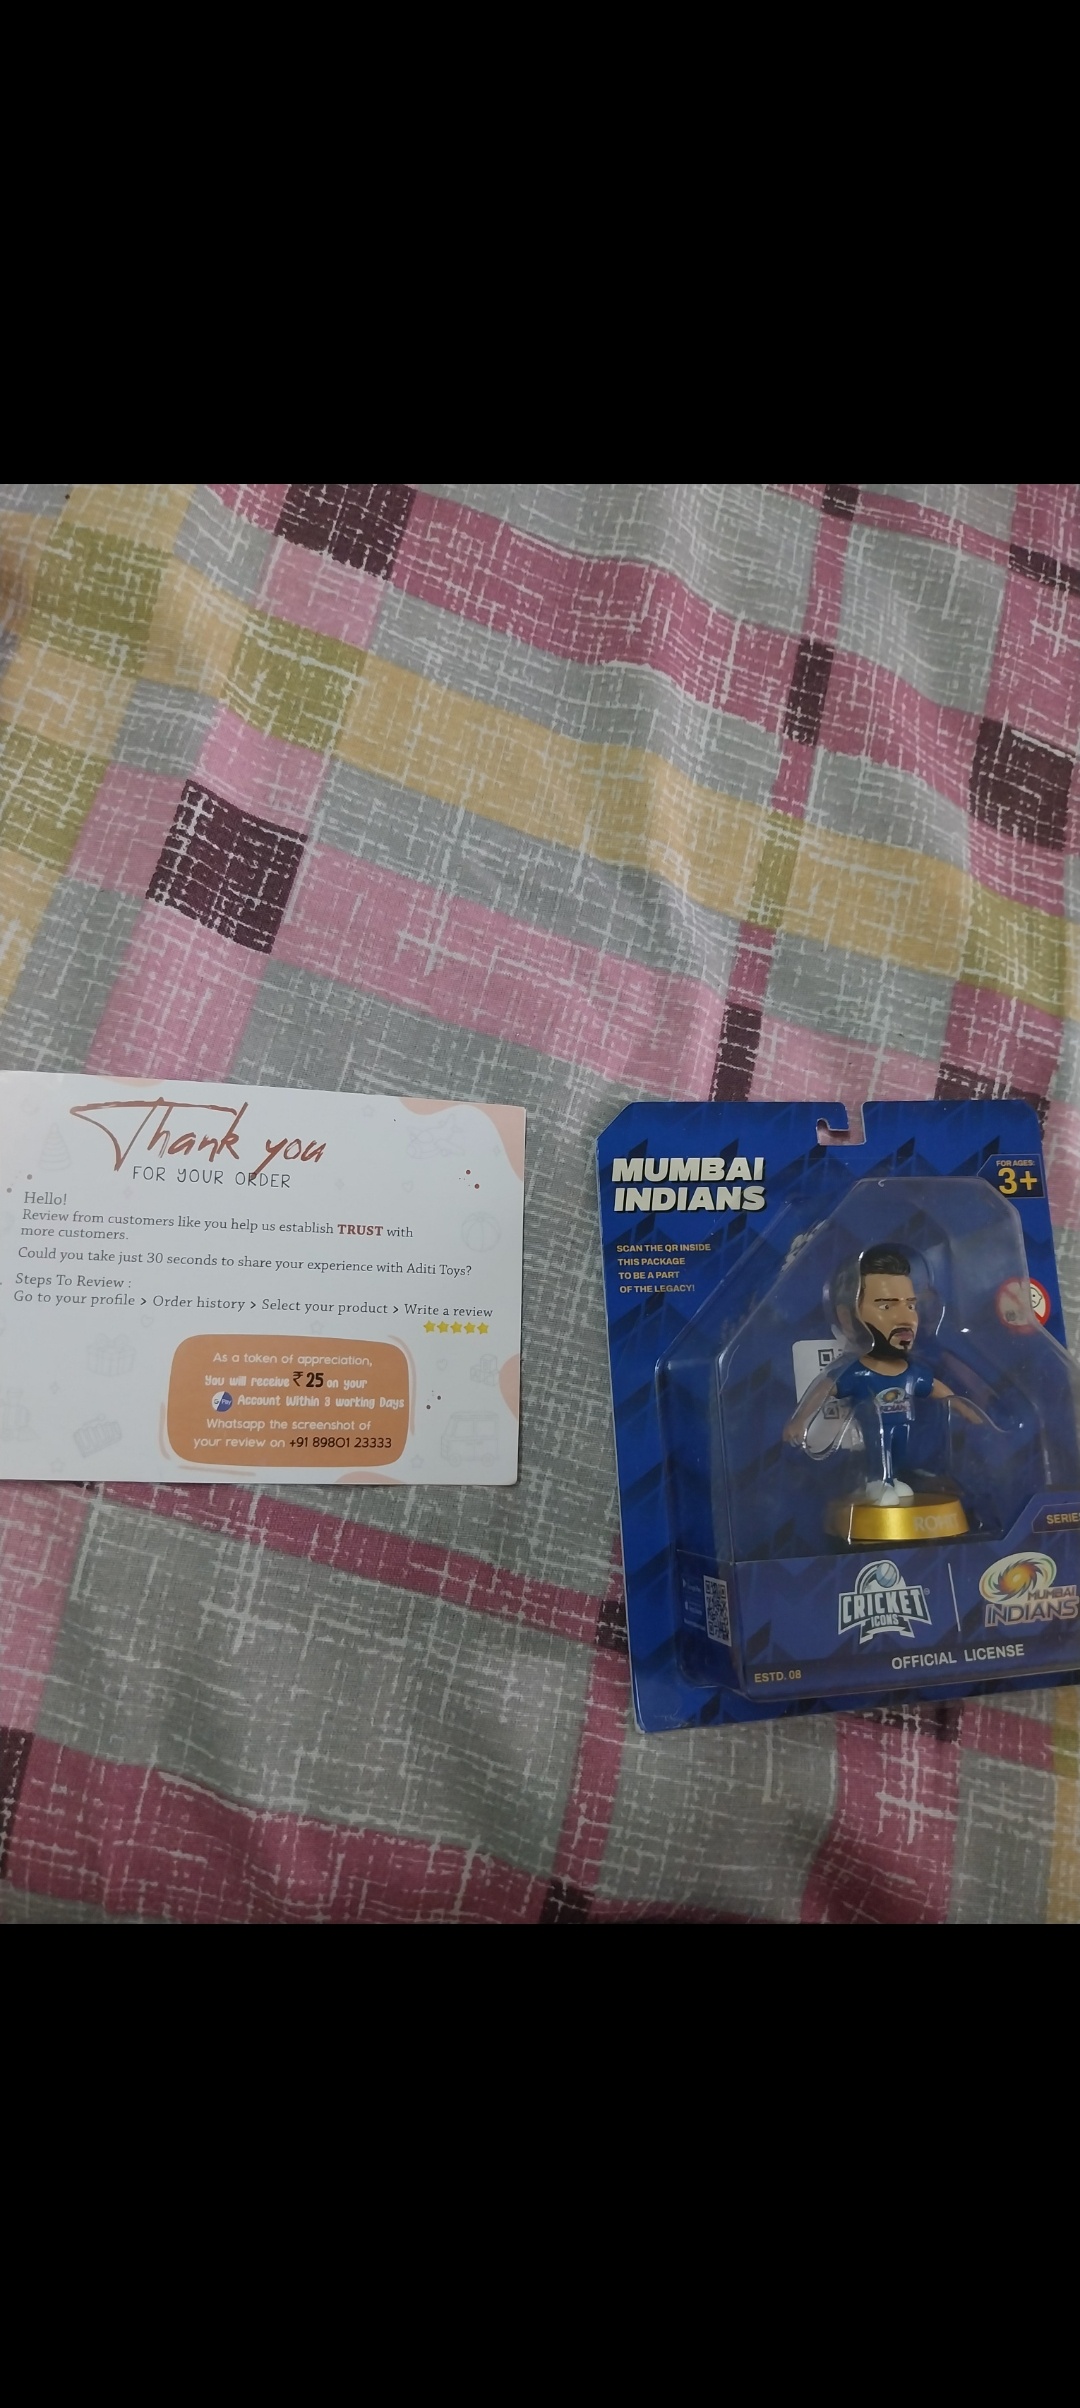 Thank you
FOR YOUR ORDER
Hello!
Review from customers like you help us establish TRUST with
more customers.
Could you take just 30 seconds to share your experience with Aditi Toys?
Steps To Review :
Go to your profile > Order history > Select your product > Write a review
As a token of appreciation,
You will receive ₹25 on your
G Pay Account Within 3 working Days
Whatsapp the screenshot of
your review on +91 89801 23333
MUMBAI
INDIANS
FOR AGES:
3+
SCAN THE QR INSIDE
THIS PACKAGE
TO BE A PART
OF THE LEGACY!
INDIANS
ROHIT
SERIES
CRICKET
ICONS
MUMBAI
INDIANS
OFFICIAL LICENSE
ESTD. 08